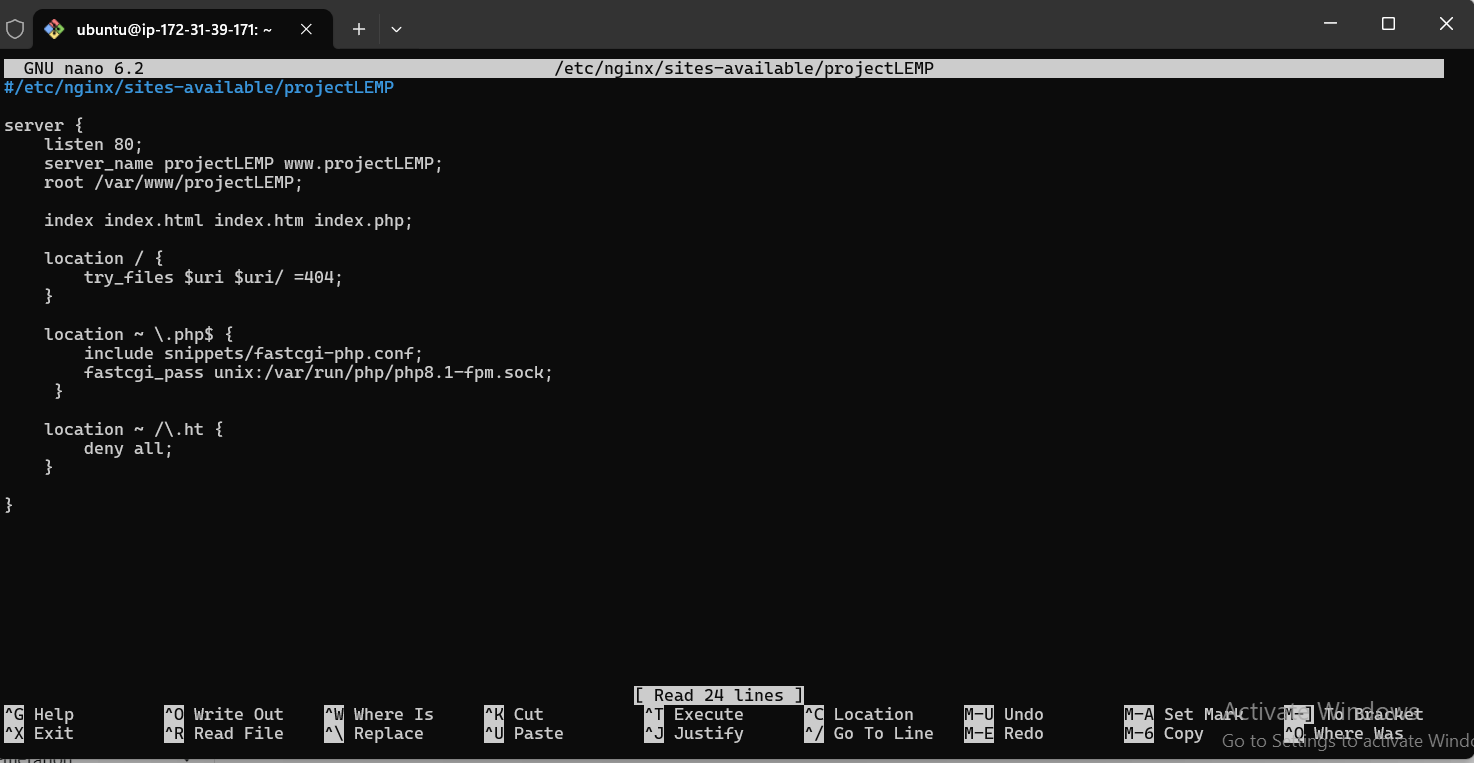 ubuntu@ip-172-31-39-171: ~
GNU nano 6.2 /etc/nginx/sites-available/projectLEMP
#/etc/nginx/sites-available/projectLEMP
server {
    listen 80;
    server_name projectLEMP www.projectLEMP;
    root /var/www/projectLEMP;
    index index.html index.htm index.php;
    location / {
        try_files $uri $uri/ =404;
    }
    location ~ \.php$ {
        include snippets/fastcgi-php.conf;
        fastcgi_pass unix:/var/run/php/php8.1-fpm.sock;
     }
    location ~ /\.ht {
        deny all;
    }
}
[ Read 24 lines ]
^G Help ^O Write Out ^W Where Is ^K Cut ^T Execute ^C Location M-U Undo M-A Set Mark M-] To Bracket
^X Exit ^R Read File ^\ Replace ^U Paste ^J Justify ^/ Go To Line M-E Redo M-6 Copy ^Q Where Was
Activate Windows
Go to Settings to activate